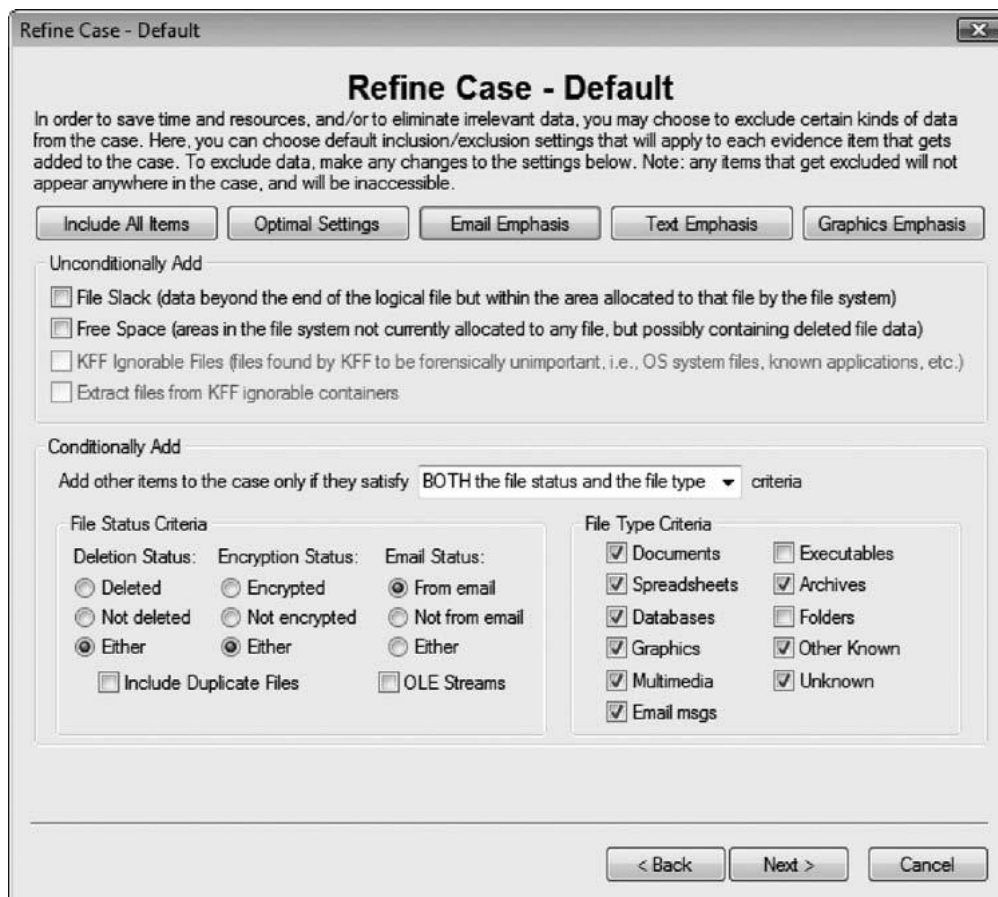 Refine Case - Default
Refine Case - Default
In order to save time and resources, and/or to eliminate irrelevant data, you may choose to exclude certain kinds of data
from the case. Here, you can choose default inclusion/exclusion settings that will apply to each evidence item that gets
added to the case. To exclude data, make any changes to the settings below. Note: any items that get excluded will not
appear anywhere in the case, and will be inaccessible.
Include All Items Optimal Settings Email Emphasis Text Emphasis Graphics Emphasis
Unconditionally Add
File Slack (data beyond the end of the logical file but within the area allocated to that file by the file system)
Free Space (areas in the file system not currently allocated to any file, but possibly containing deleted file data)
KFF Ignorable Files (files found by KFF to be forensically unimportant, i.e., OS system files, known applications, etc.)
Extract files from KFF ignorable containers
Conditionally Add
Add other items to the case only if they satisfy BOTH the file status and the file type criteria
File Status Criteria
Deletion Status: Encryption Status: Email Status:
Deleted Encrypted From email
Not deleted Not encrypted Not from email
Either Either Either
Include Duplicate Files OLE Streams
File Type Criteria
Documents Executables
Spreadsheets Archives
Databases Folders
Graphics Other Known
Multimedia Unknown
Email msgs
< Back Next > Cancel